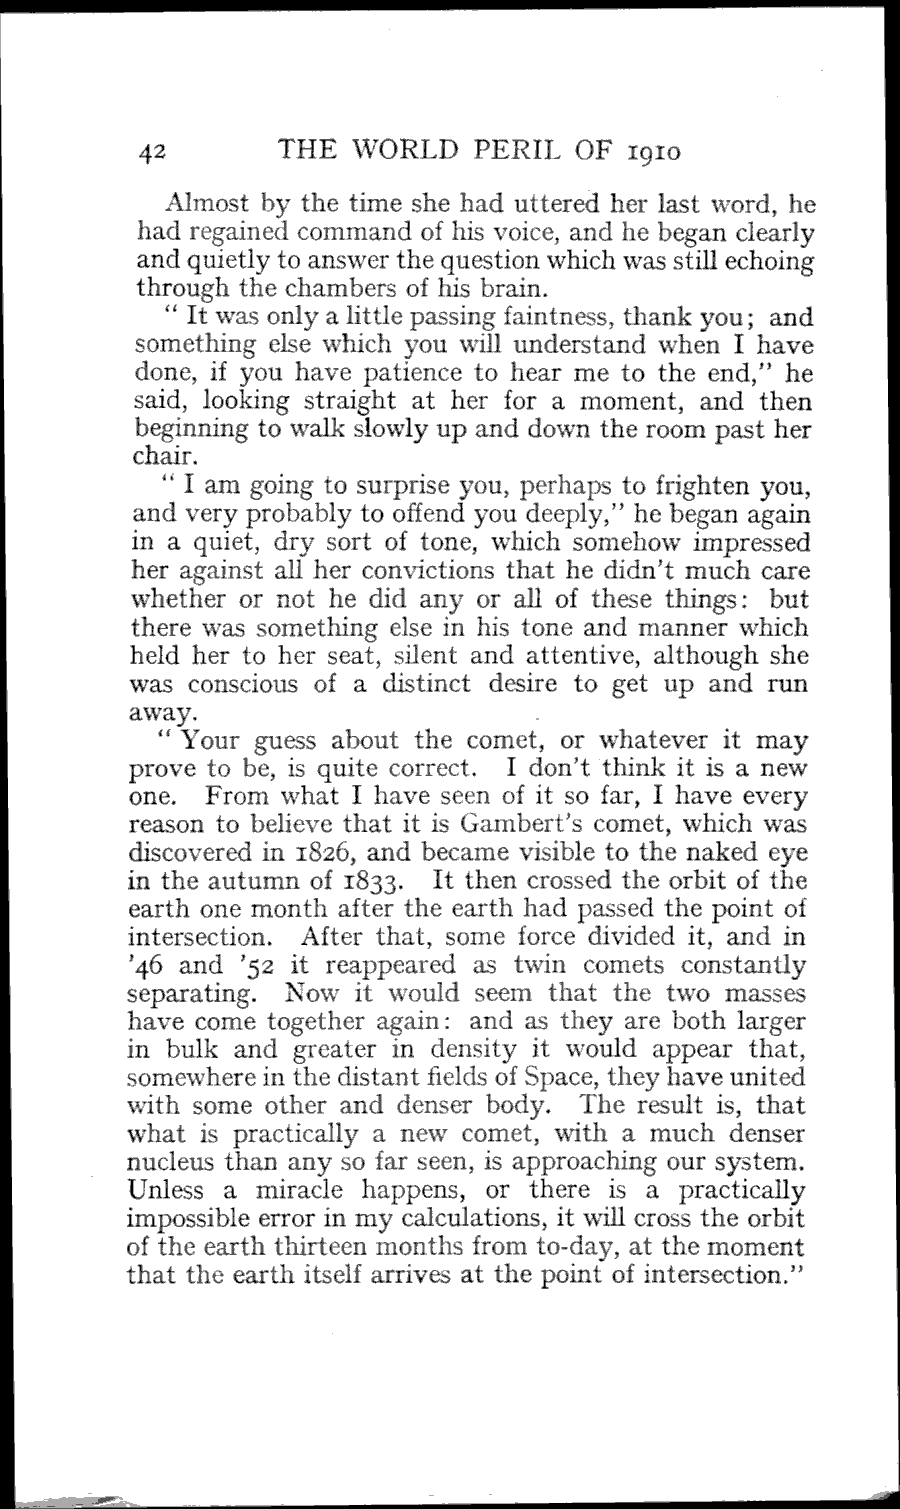 42 THE WORLD PERIL OF 1910
Almost by the time she had uttered her last word, he
had regained command of his voice, and he began clearly
and quietly to answer the question which was still echoing
through the chambers of his brain.
“ It was only a little passing faintness, thank you; and
something else which you will understand when I have
done, if you have patience to hear me to the end,” he
said, looking straight at her for a moment, and then
beginning to walk slowly up and down the room past her
chair.
“ I am going to surprise you, perhaps to frighten you,
and very probably to offend you deeply,” he began again
in a quiet, dry sort of tone, which somehow impressed
her against all her convictions that he didn’t much care
whether or not he did any or all of these things: but
there was something else in his tone and manner which
held her to her seat, silent and attentive, although she
was conscious of a distinct desire to get up and run
away.
“ Your guess about the comet, or whatever it may
prove to be, is quite correct. I don’t think it is a new
one. From what I have seen of it so far, I have every
reason to believe that it is Gambert’s comet, which was
discovered in 1826, and became visible to the naked eye
in the autumn of 1833. It then crossed the orbit of the
earth one month after the earth had passed the point of
intersection. After that, some force divided it, and in
’46 and ’52 it reappeared as twin comets constantly
separating. Now it would seem that the two masses
have come together again: and as they are both larger
in bulk and greater in density it would appear that,
somewhere in the distant fields of Space, they have united
with some other and denser body. The result is, that
what is practically a new comet, with a much denser
nucleus than any so far seen, is approaching our system.
Unless a miracle happens, or there is a practically
impossible error in my calculations, it will cross the orbit
of the earth thirteen months from to-day, at the moment
that the earth itself arrives at the point of intersection.”